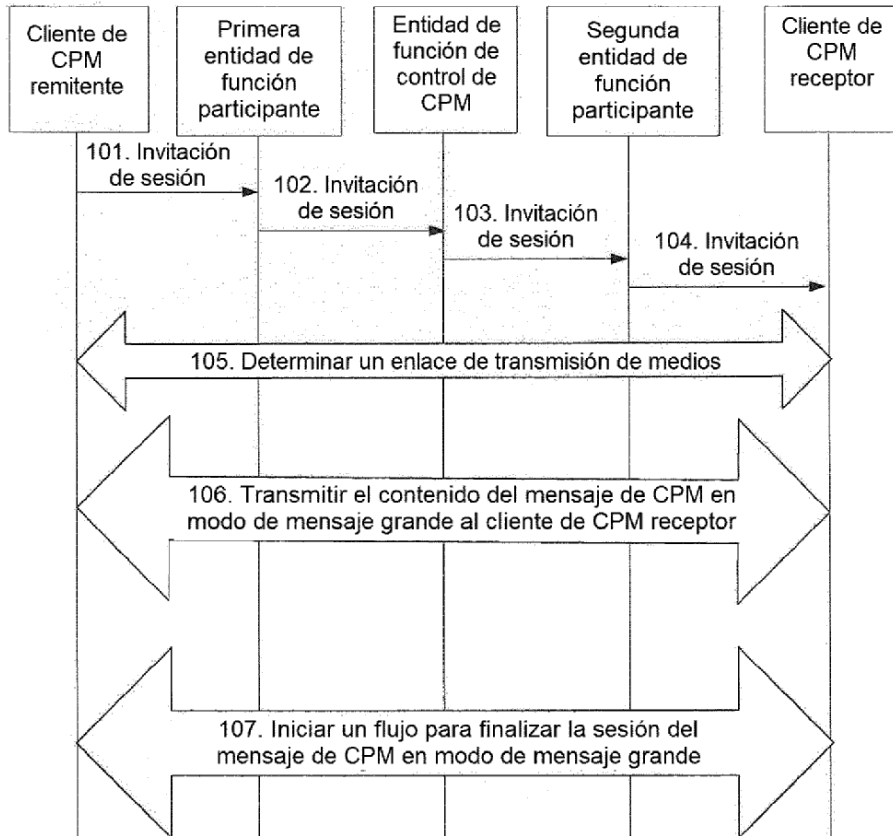 Cliente de
CPM
remitente
Primera
entidad de
función
participante
Entidad de
función de
control de
CPM
Segunda
entidad de
función
participante
Cliente de
CPM
receptor
101. Invitación
de sesión
102. Invitación
de sesión
103. Invitación
de sesión
104. Invitación
de sesión
105. Determinar un enlace de transmisión de medios
106. Transmitir el contenido del mensaje de CPM en
modo de mensaje grande al cliente de CPM receptor
107. Iniciar un flujo para finalizar la sesión del
mensaje de CPM en modo de mensaje grande